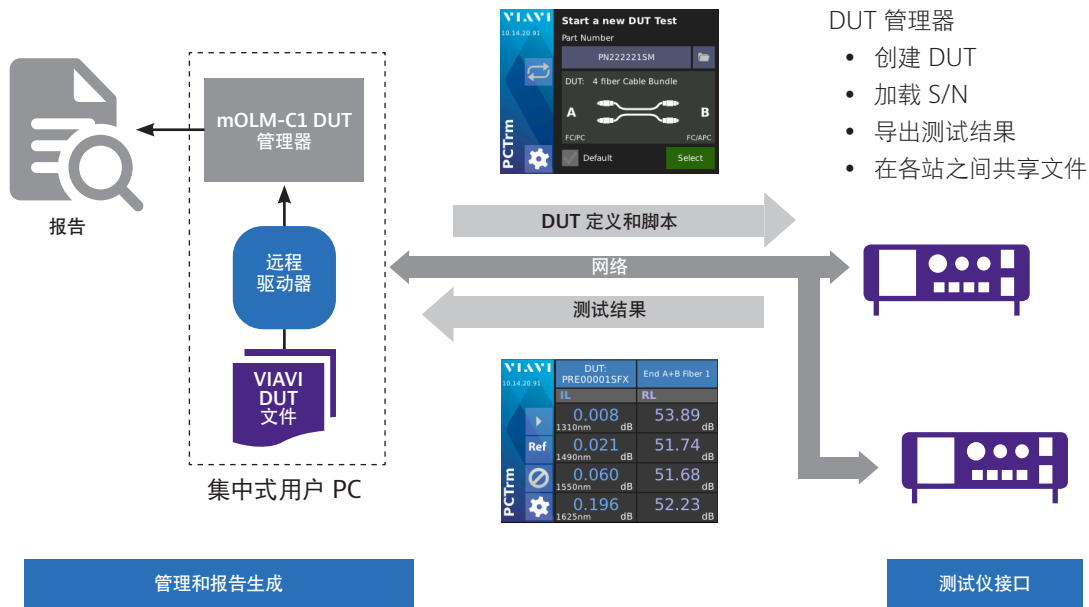 报告
mOLM-C1 DUT
管理器
远程
驱动器
VIAVI
DUT
文件
集中式用户 PC
管理和报告生成
VIAVI
10.14.20.91
PCTrm
Start a new DUT Test
Part Number
PN222221SM
DUT: 4 fiber Cable Bundle
A
B
FC/PC
FC/APC
Default
Select
DUT 定义和脚本
网络
测试结果
VIAVI
10.14.20.91
Ref
PCTrm
DUT:
PRE00001SFX
End A+B Fiber 1
IL
RL
0.008
53.89
1310nm
dB
dB
0.021
51.74
1490nm
dB
dB
0.060
51.68
1550nm
dB
dB
0.196
52.23
1625nm
dB
dB
DUT 管理器
• 创建 DUT
• 加载 S/N
• 导出测试结果
• 在各站之间共享文件
测试仪接口